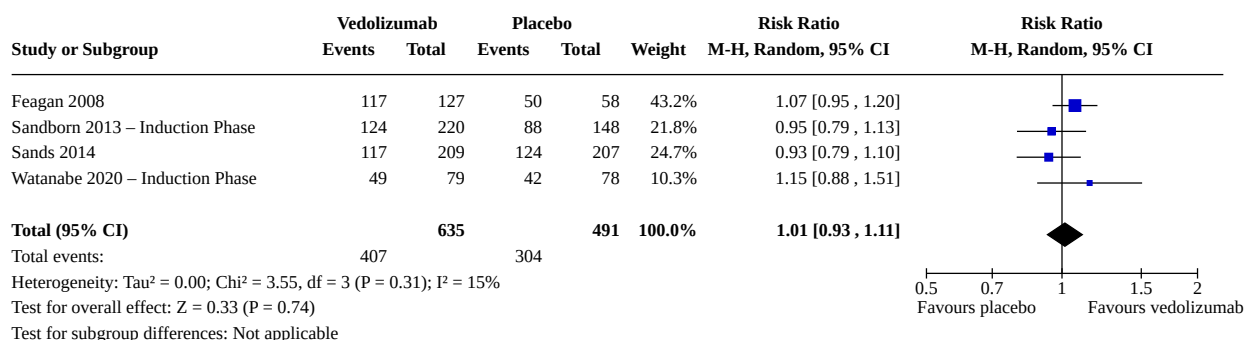 Vedolizumab Placebo Risk Ratio Risk Ratio
Study or Subgroup Events Total Events Total Weight M-H, Random, 95% CI M-H, Random, 95% CI
Feagan 2008 117 127 50 58 43.2% 1.07 [0.95 , 1.20]
Sandborn 2013 – Induction Phase 124 220 88 148 21.8% 0.95 [0.79 , 1.13]
Sands 2014 117 209 124 207 24.7% 0.93 [0.79 , 1.10]
Watanabe 2020 – Induction Phase 49 79 42 78 10.3% 1.15 [0.88 , 1.51]
Total (95% CI) 635 491 100.0% 1.01 [0.93 , 1.11]
Total events: 407 304
Heterogeneity: Tau² = 0.00; Chi² = 3.55, df = 3 (P = 0.31); I² = 15%
0.5 0.7 1 1.5 2
Test for overall effect: Z = 0.33 (P = 0.74) Favours placebo Favours vedolizumab
Test for subgroup differences: Not applicable